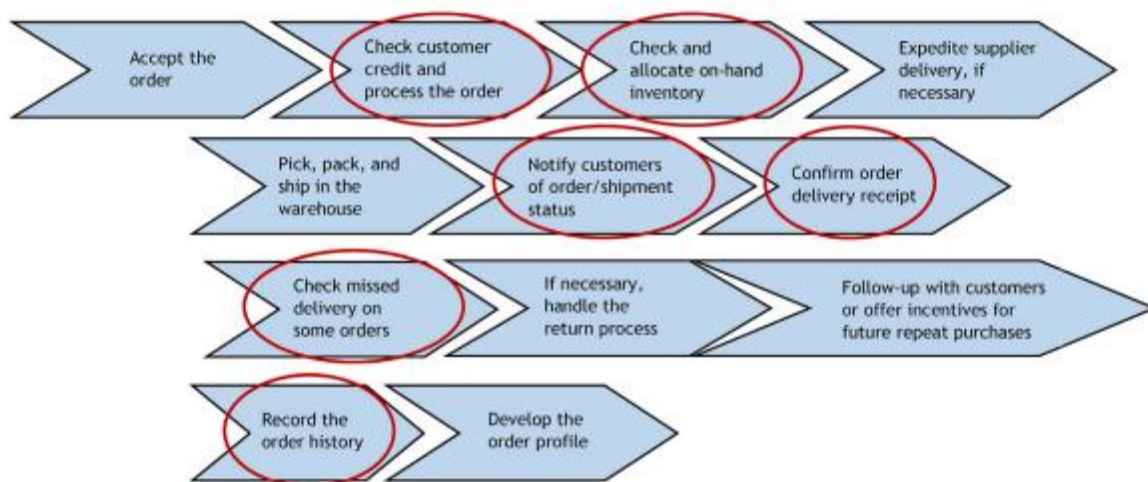 Accept the
order
Check customer
credit and
process the order
Check and
allocate on-hand
inventory
Expedite supplier
delivery, if
necessary
Pick, pack, and
ship in the
warehouse
Notify customers
of order/shipment
status
Confirm order
delivery receipt
Check missed
delivery on
some orders
If necessary,
handle the
return process
Follow-up with customers
or offer incentives for
future repeat purchases
Record the
order history
Develop the
order profile